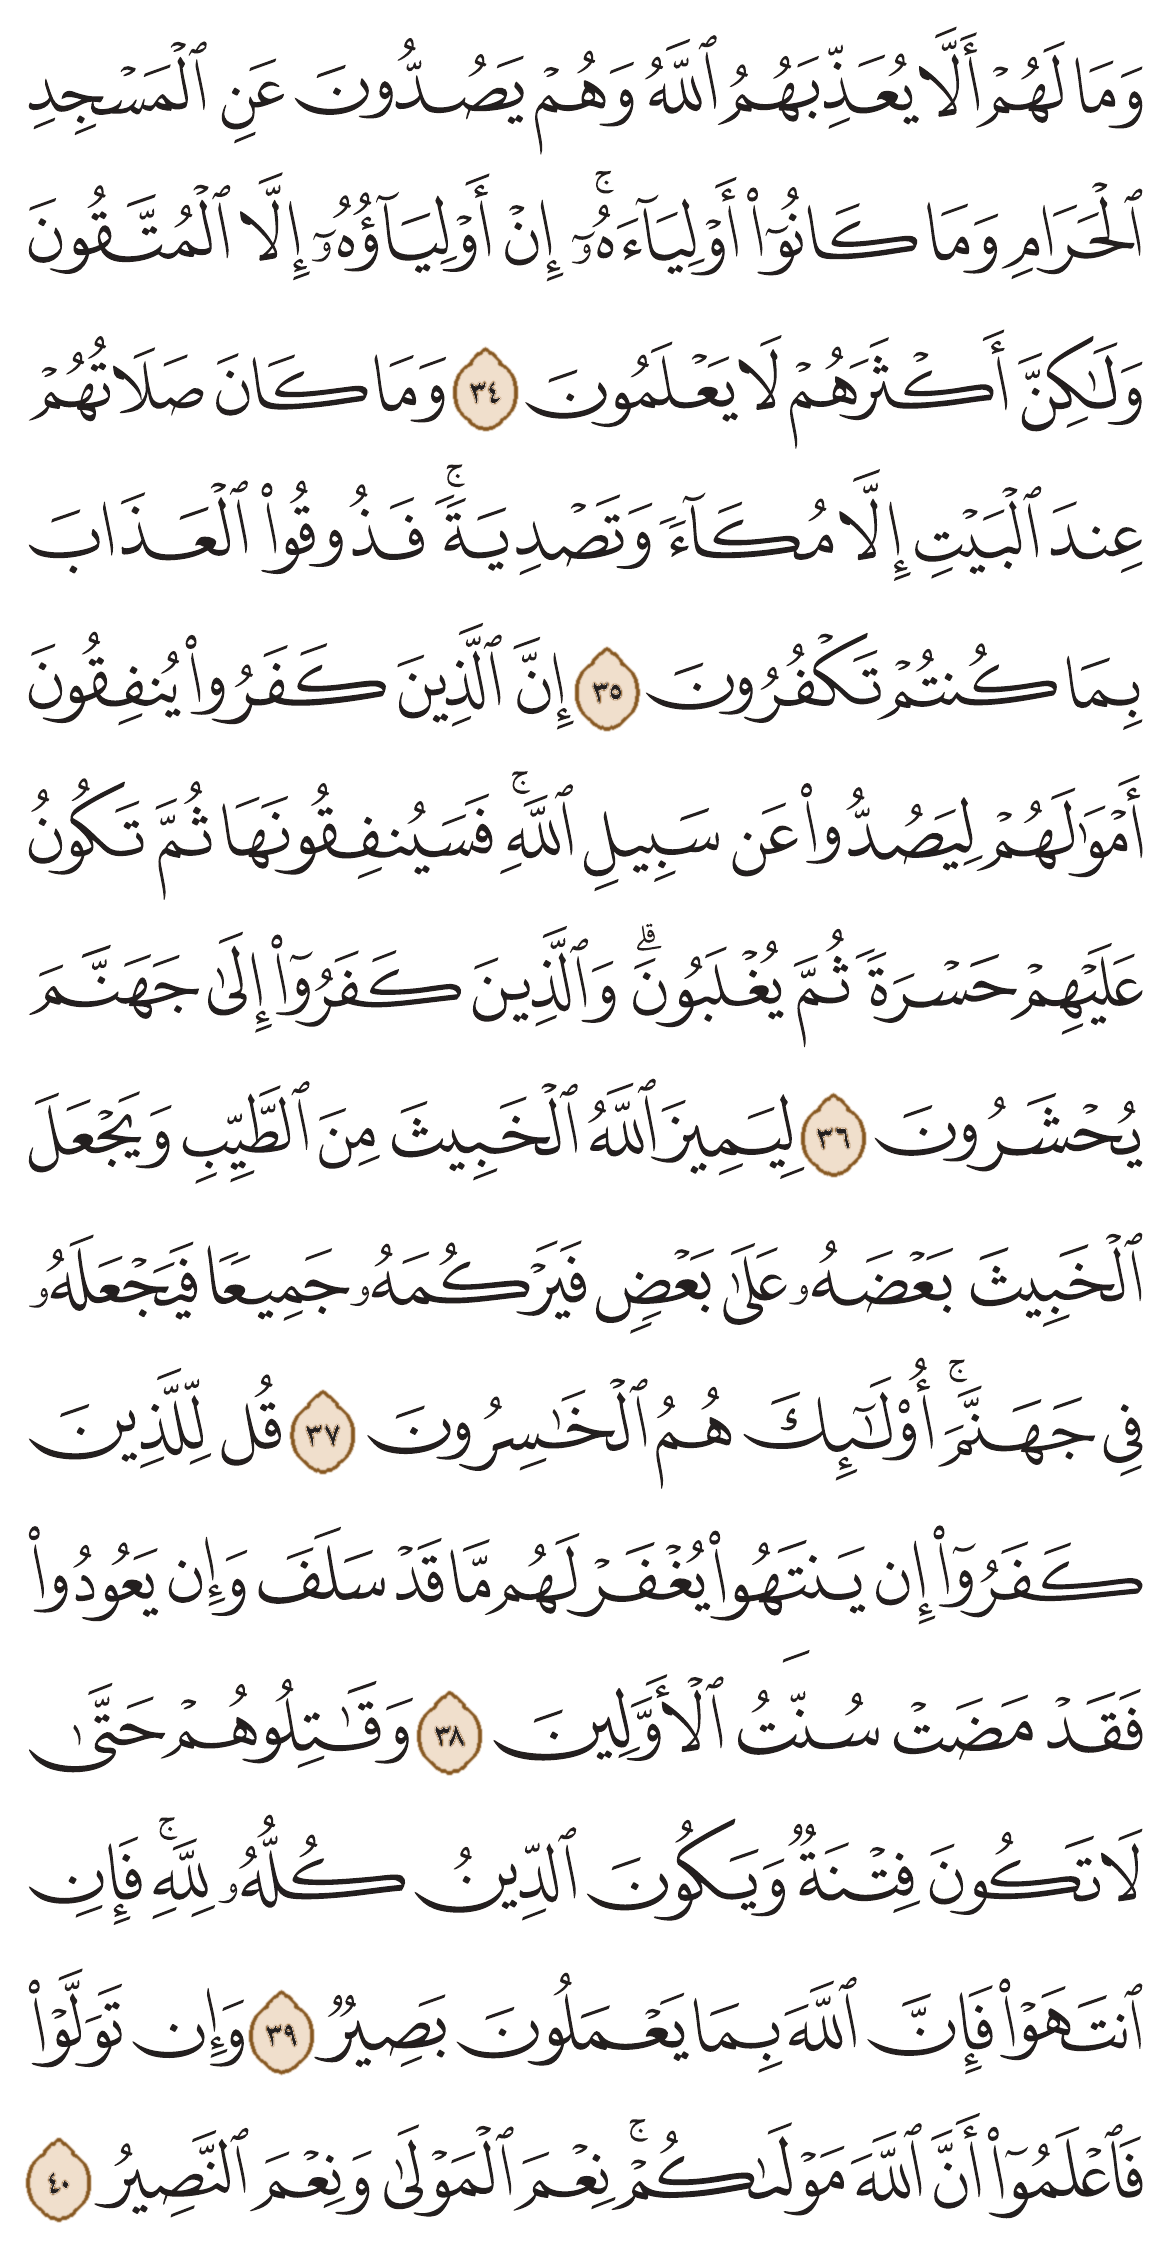 وَمَا لَهُمْ أَلَّا يُعَذِّبَهُمُ ٱللَّهُ وَهُمْ يَصُدُّونَ عَنِ ٱلْمَسْجِدِ
ٱلْحَرَامِ وَمَا كَانُوٓا۟ أَوْلِيَآءَهُۥٓ ۚ إِنْ أَوْلِيَآؤُهُۥٓ إِلَّا ٱلْمُتَّقُونَ
وَلَـٰكِنَّ أَكْثَرَهُمْ لَا يَعْلَمُونَ ٣٤ وَمَا كَانَ صَلَاتُهُمْ
عِندَ ٱلْبَيْتِ إِلَّا مُكَآءً وَتَصْدِيَةً ۚ فَذُوقُوا۟ ٱلْعَذَابَ
بِمَا كُنتُمْ تَكْفُرُونَ ٣٥ إِنَّ ٱلَّذِينَ كَفَرُوا۟ يُنفِقُونَ
أَمْوَٰلَهُمْ لِيَصُدُّوا۟ عَن سَبِيلِ ٱللَّهِ ۚ فَسَيُنفِقُونَهَا ثُمَّ تَكُونُ
عَلَيْهِمْ حَسْرَةً ثُمَّ يُغْلَبُونَ ۗ وَٱلَّذِينَ كَفَرُوٓا۟ إِلَىٰ جَهَنَّمَ
يُحْشَرُونَ ٣٦ لِيَمِيزَ ٱللَّهُ ٱلْخَبِيثَ مِنَ ٱلطَّيِّبِ وَيَجْعَلَ
ٱلْخَبِيثَ بَعْضَهُۥ عَلَىٰ بَعْضٍ فَيَرْكُمَهُۥ جَمِيعًا فَيَجْعَلَهُۥ
فِى جَهَنَّمَ ۚ أُو۟لَـٰٓئِكَ هُمُ ٱلْخَـٰسِرُونَ ٣٧ قُل لِّلَّذِينَ
كَفَرُوٓا۟ إِن يَنتَهُوا۟ يُغْفَرْ لَهُم مَّا قَدْ سَلَفَ وَإِن يَعُودُوا۟
فَقَدْ مَضَتْ سُنَّتُ ٱلْأَوَّلِينَ ٣٨ وَقَـٰتِلُوهُمْ حَتَّىٰ
لَا تَكُونَ فِتْنَةٌ وَيَكُونَ ٱلدِّينُ كُلُّهُۥ لِلَّهِ ۚ فَإِنِ
ٱنتَهَوْا۟ فَإِنَّ ٱللَّهَ بِمَا يَعْمَلُونَ بَصِيرٌ ٣٩ وَإِن تَوَلَّوْا۟
فَٱعْلَمُوٓا۟ أَنَّ ٱللَّهَ مَوْلَىٰكُمْ ۚ نِعْمَ ٱلْمَوْلَىٰ وَنِعْمَ ٱلنَّصِيرُ ٤٠